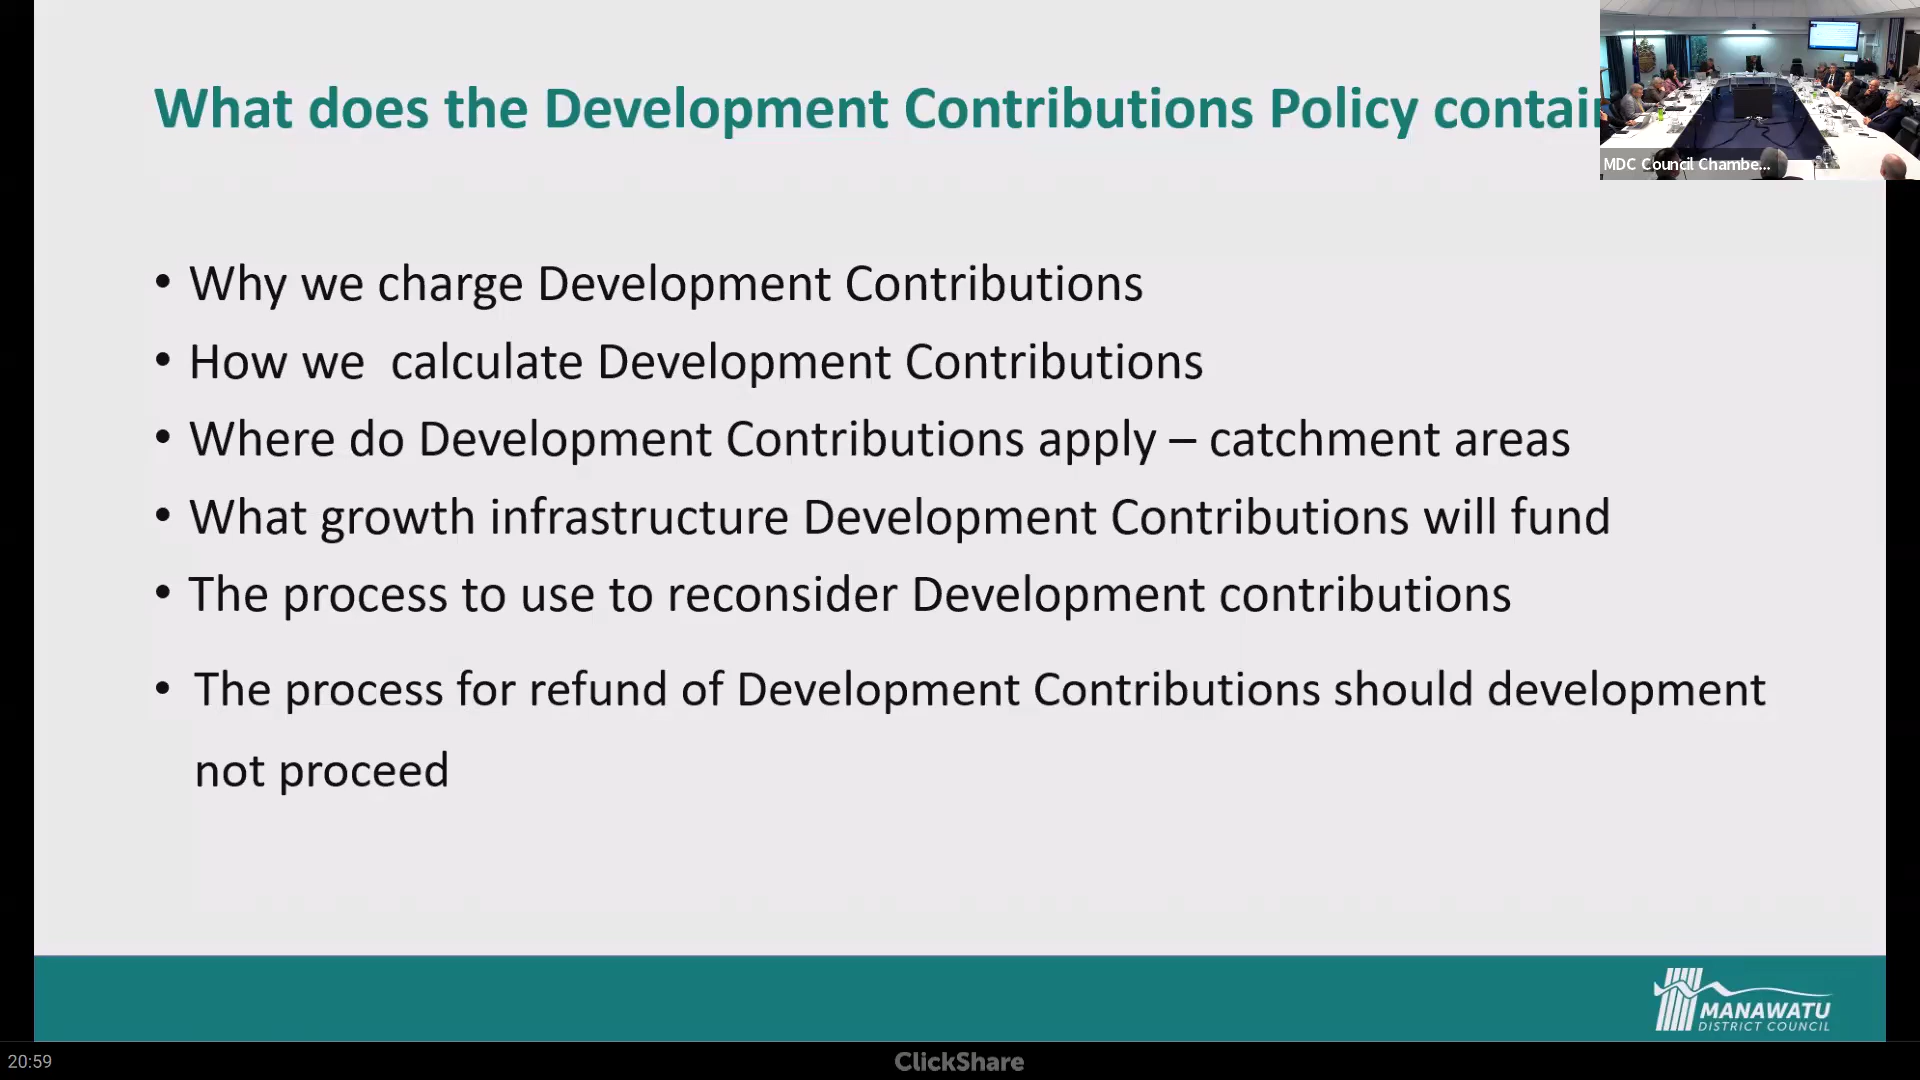 What does the Development Contributions Policy contai
MDC Council Chambe...
• Why we charge Development Contributions
• How we  calculate Development Contributions
• Where do Development Contributions apply – catchment areas
• What growth infrastructure Development Contributions will fund
• The process to use to reconsider Development contributions
• The process for refund of Development Contributions should development
not proceed
MANAWATU
DISTRICT COUNCIL
20:59
ClickShare